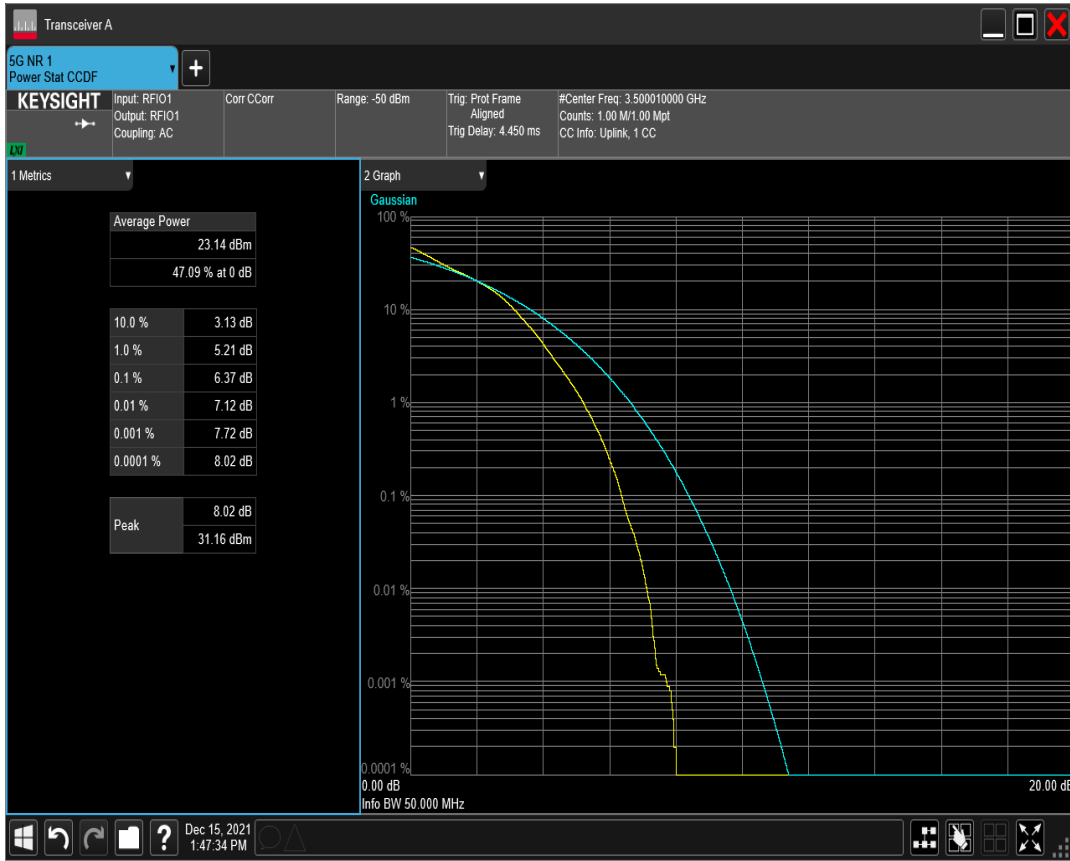 Transceiver A
5G NR 1
Power Stat CCDF
KEYSIGHT
LXI
Input: RFIO1
Output: RFIO1
Coupling: AC
Corr CCorr
Range: -50 dBm
Trig: Prot Frame
Aligned
Trig Delay: 4.450 ms
#Center Freq: 3.500010000 GHz
Counts: 1.00 M/1.00 Mpt
CC Info: Uplink, 1 CC
1 Metrics
Average Power
23.14 dBm
47.09 % at 0 dB
10.0 % 3.13 dB
1.0 % 5.21 dB
0.1 % 6.37 dB
0.01 % 7.12 dB
0.001 % 7.72 dB
0.0001 % 8.02 dB
Peak
8.02 dB
31.16 dBm
2 Graph
Gaussian
100 %
10 %
1 %
0.1 %
0.01 %
0.001 %
0.0001 %
0.00 dB 20.00 dB
Info BW 50.000 MHz
?
Dec 15, 2021
1:47:34 PM